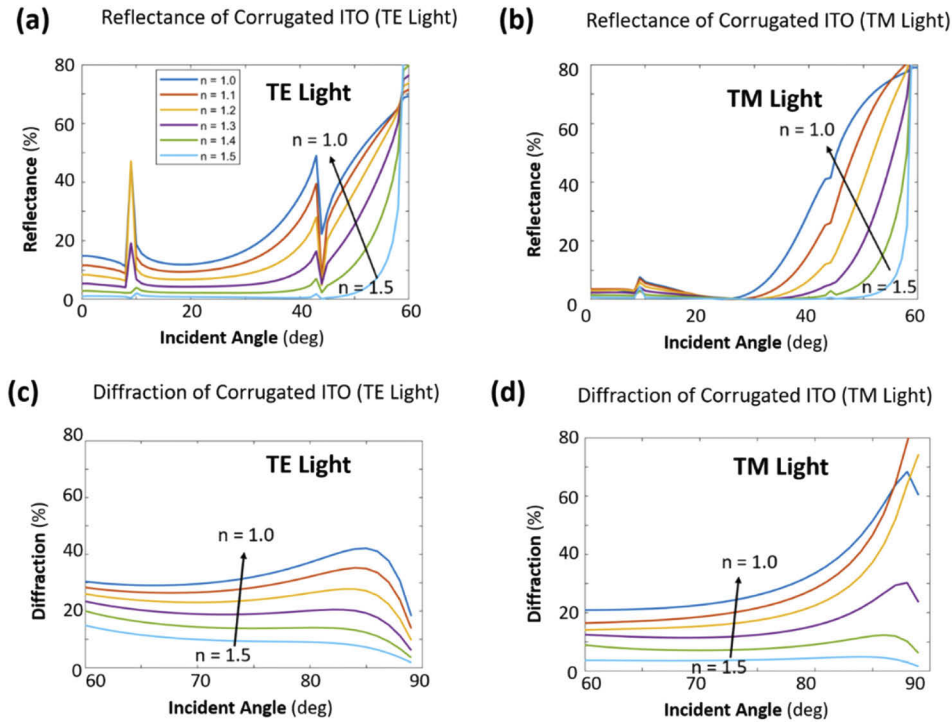 (a) Reflectance of Corrugated ITO (TE Light)
80
60
40
20
0
Reflectance (%)
n = 1.0
n = 1.1
n = 1.2
n = 1.3
n = 1.4
n = 1.5
TE Light
n = 1.0
n = 1.5
0 20 40 60
Incident Angle (deg)
(b) Reflectance of Corrugated ITO (TM Light)
80
60
40
20
0
Reflectance (%)
TM Light
n = 1.0
n = 1.5
0 20 40 60
Incident Angle (deg)
(c) Diffraction of Corrugated ITO (TE Light)
80
60
40
20
0
Diffraction (%)
TE Light
n = 1.0
n = 1.5
60 70 80 90
Incident Angle (deg)
(d) Diffraction of Corrugated ITO (TM Light)
80
60
40
20
0
Diffraction (%)
TM Light
n = 1.0
n = 1.5
60 70 80 90
Incident Angle (deg)